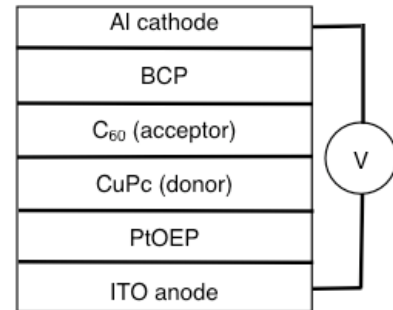 Al cathode
BCP
C₆₀ (acceptor)
V
CuPc (donor)
PtOEP
ITO anode